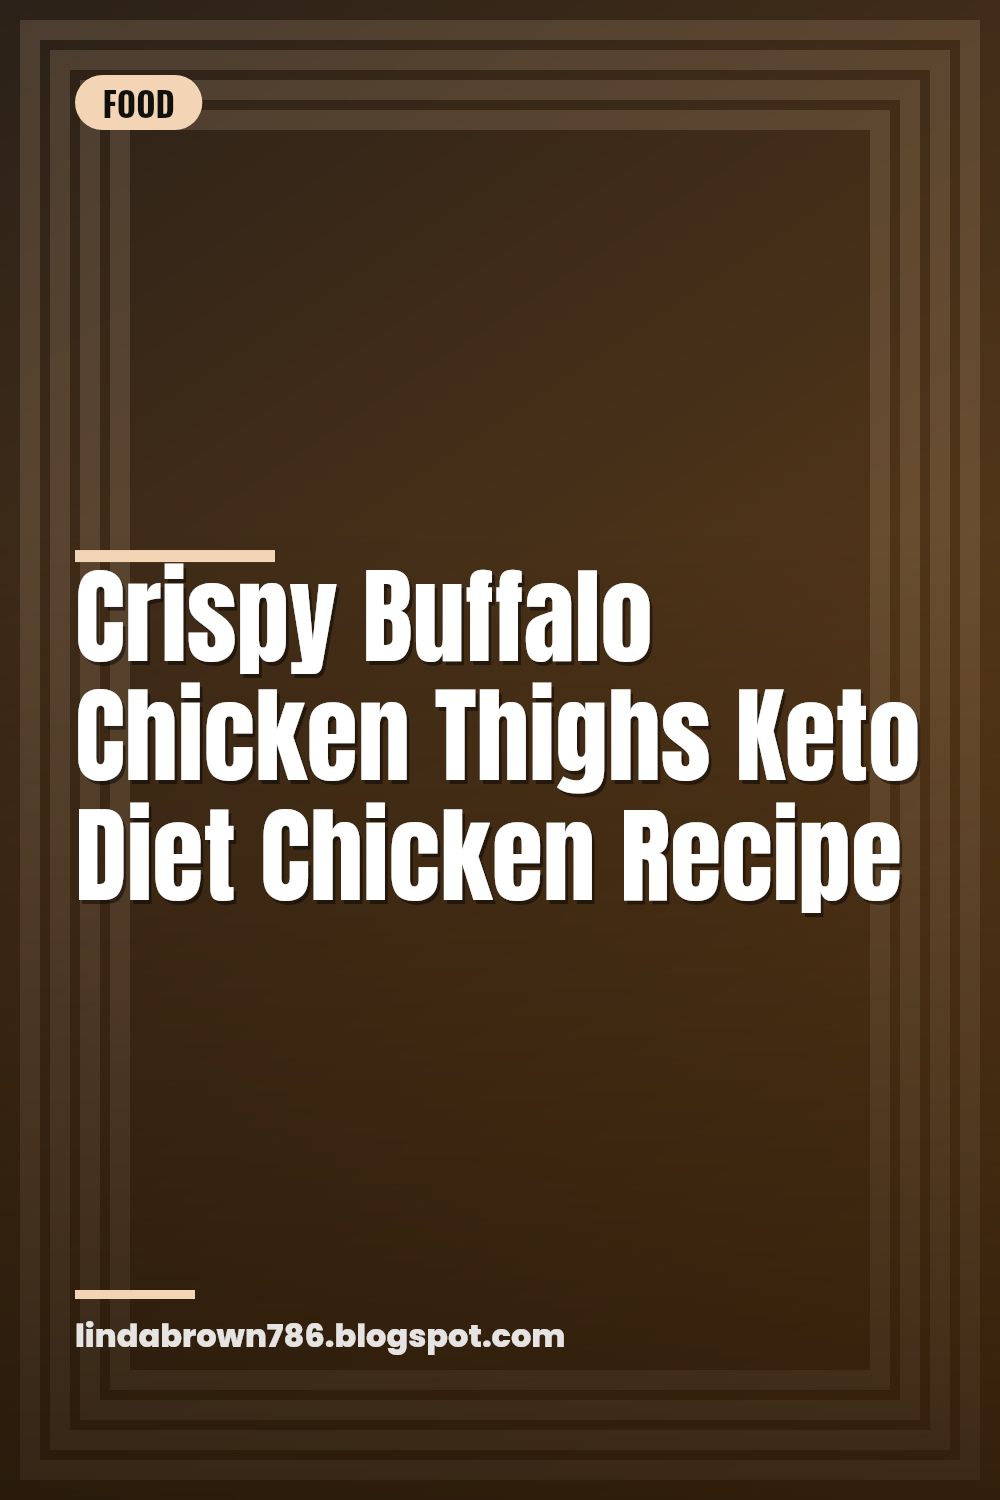 FOOD
Crispy Buffalo
Chicken Thighs Keto
Diet Chicken Recipe
lindabrown786.blogspot.com